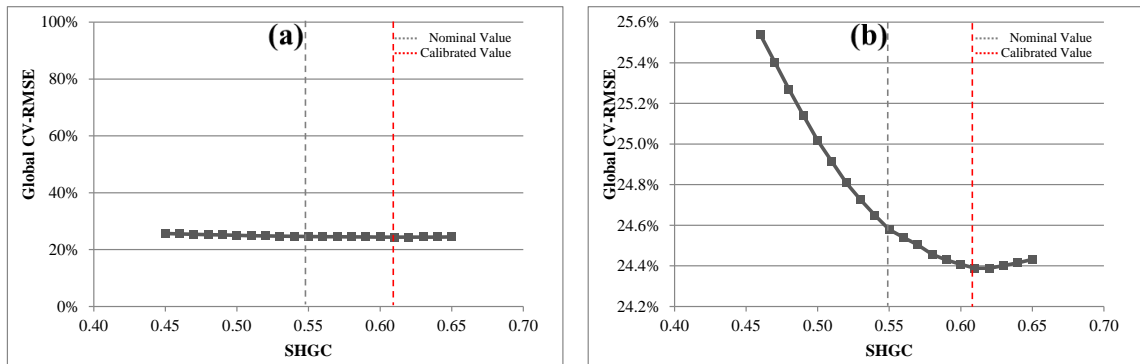 (a)
Nominal Value
Calibrated Value
Global CV-RMSE
100%
80%
60%
40%
20%
0%
0.40
0.45
0.50
0.55
0.60
0.65
0.70
SHGC
(b)
Nominal Value
Calibrated Value
Global CV-RMSE
25.6%
25.4%
25.2%
25.0%
24.8%
24.6%
24.4%
24.2%
0.40
0.45
0.50
0.55
0.60
0.65
0.70
SHGC